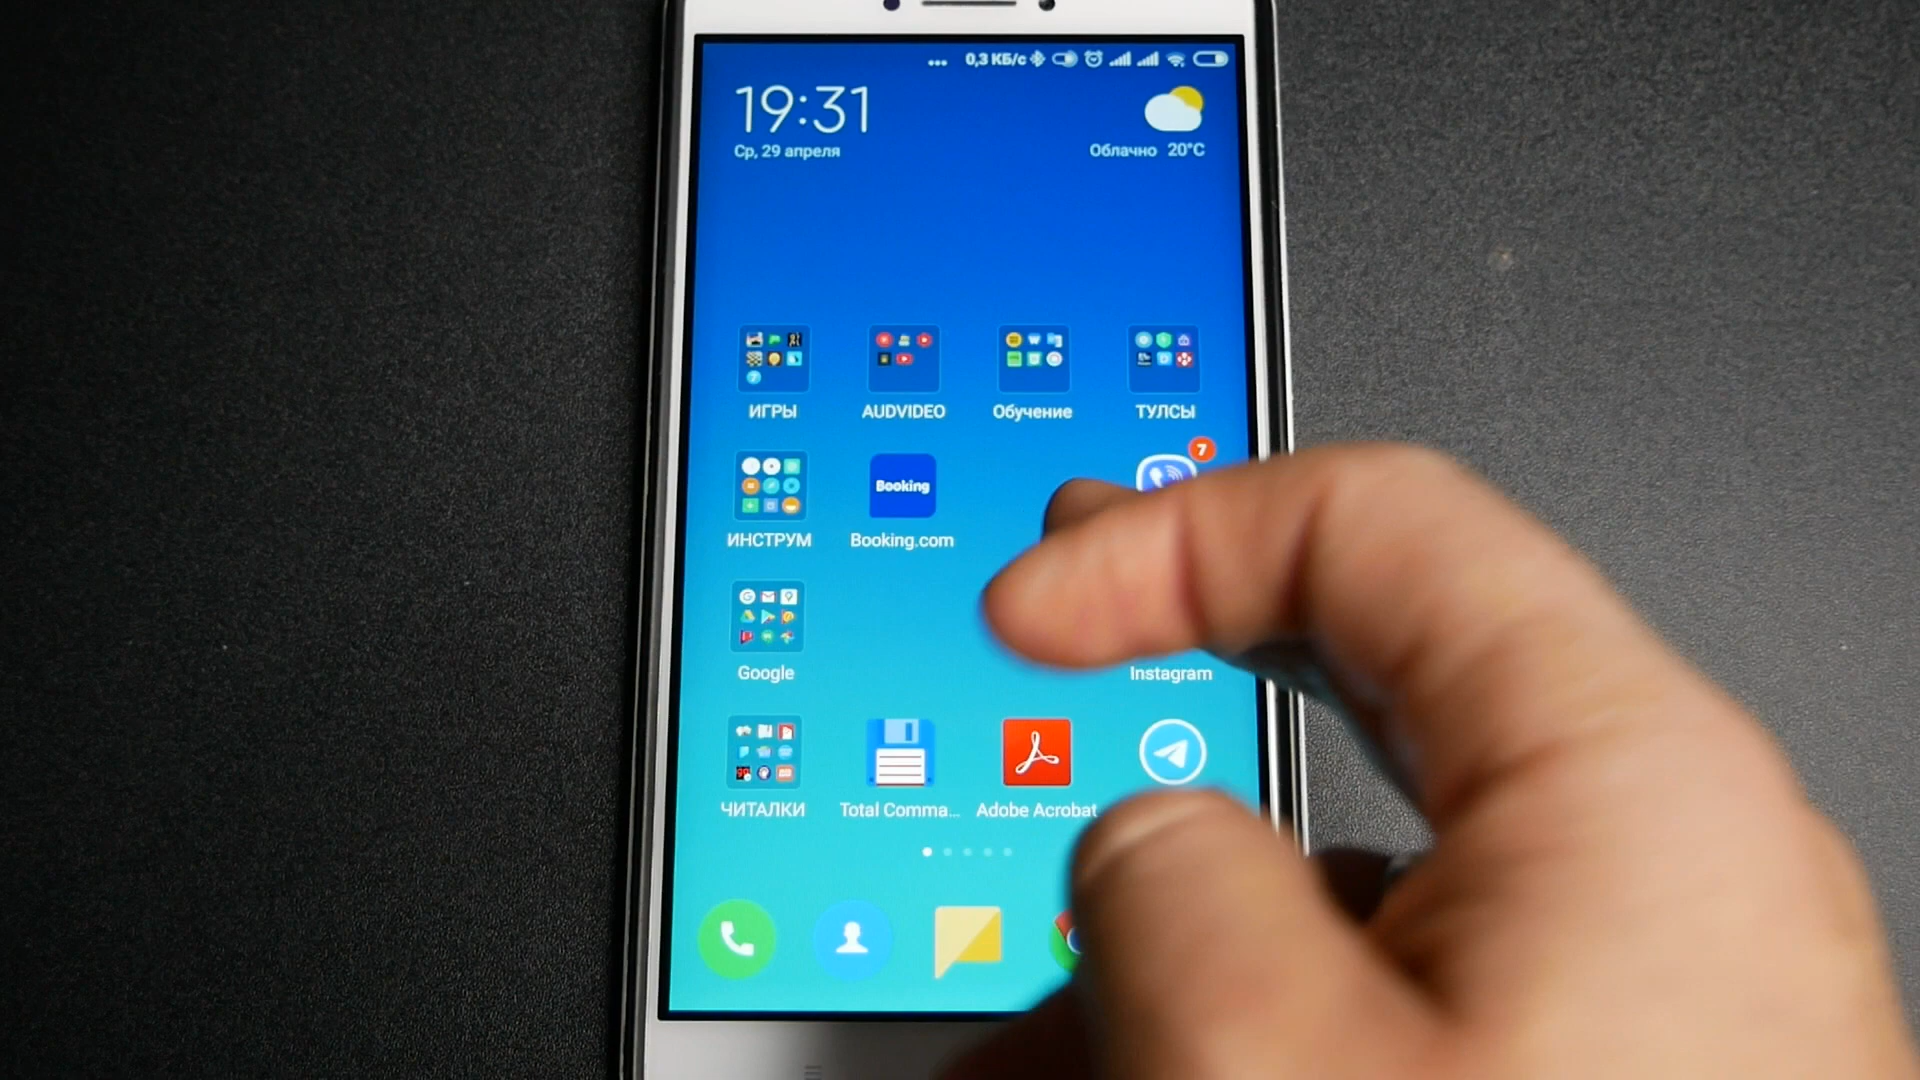 0,3 КБ/с
19:31
Ср, 29 апреля
Облачно 20°C
ИГРЫ
AUDVIDEO
Обучение
ТУЛСЫ
7
Booking
ИНСТРУМ
Booking.com
Google
Instagram
ЧИТАЛКИ
Total Comma...
Adobe Acrobat